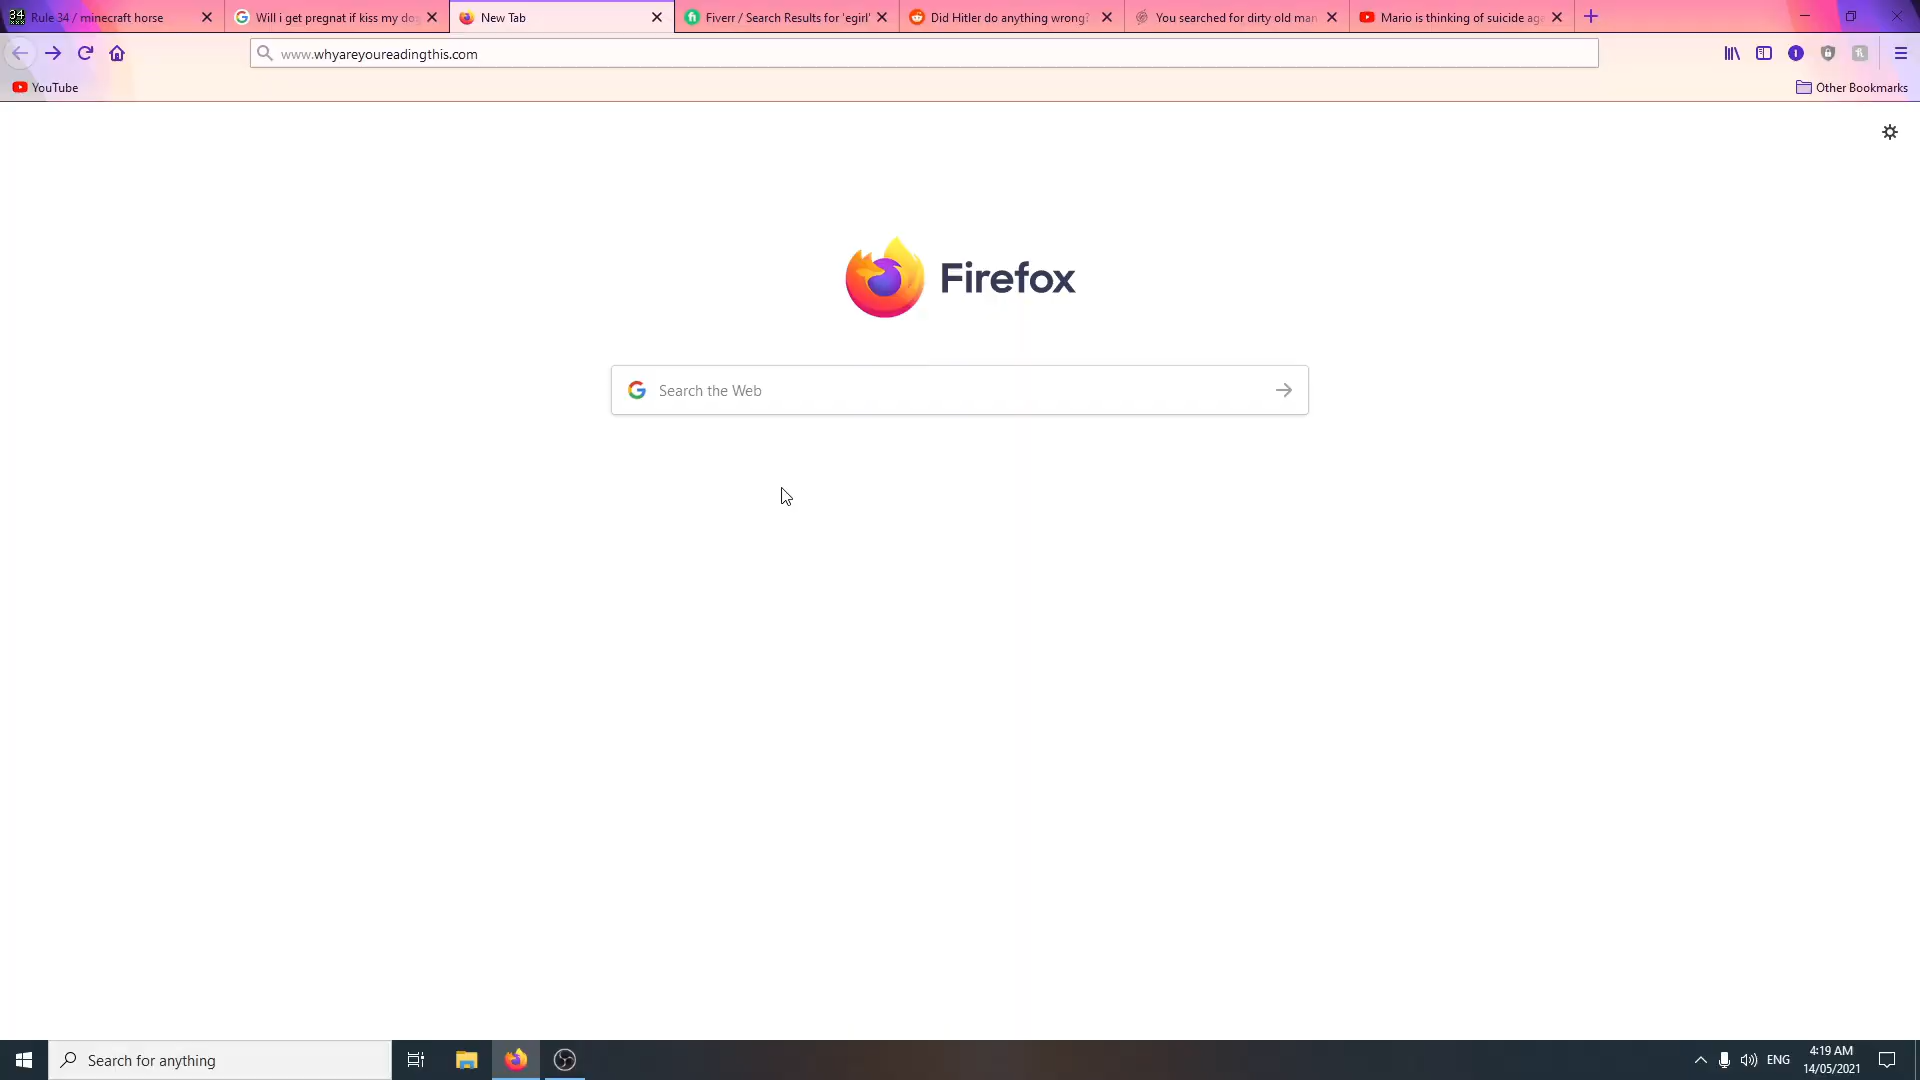 Rule 34 / minecraft horse
Will i get pregnat if kiss my do
New Tab
Fiverr / Search Results for 'egirl'
Did Hitler do anything wrong?
You searched for dirty old man
Mario is thinking of suicide aga
www.whyareyoureadingthis.com
YouTube
Other Bookmarks
Firefox
Search the Web
Search for anything
ENG
4:19 AM
14/05/2021